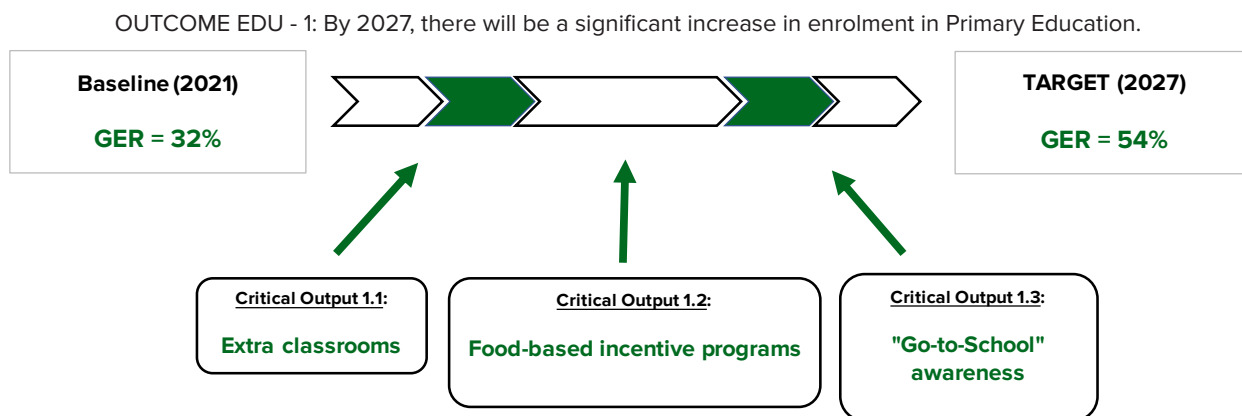 OUTCOME EDU - 1: By 2027, there will be a significant increase in enrolment in Primary Education.
Baseline (2021)
GER = 32%
TARGET (2027)
GER = 54%
Critical Output 1.1:
Extra classrooms
Critical Output 1.2:
Food-based incentive programs
Critical Output 1.3:
"Go-to-School"
awareness